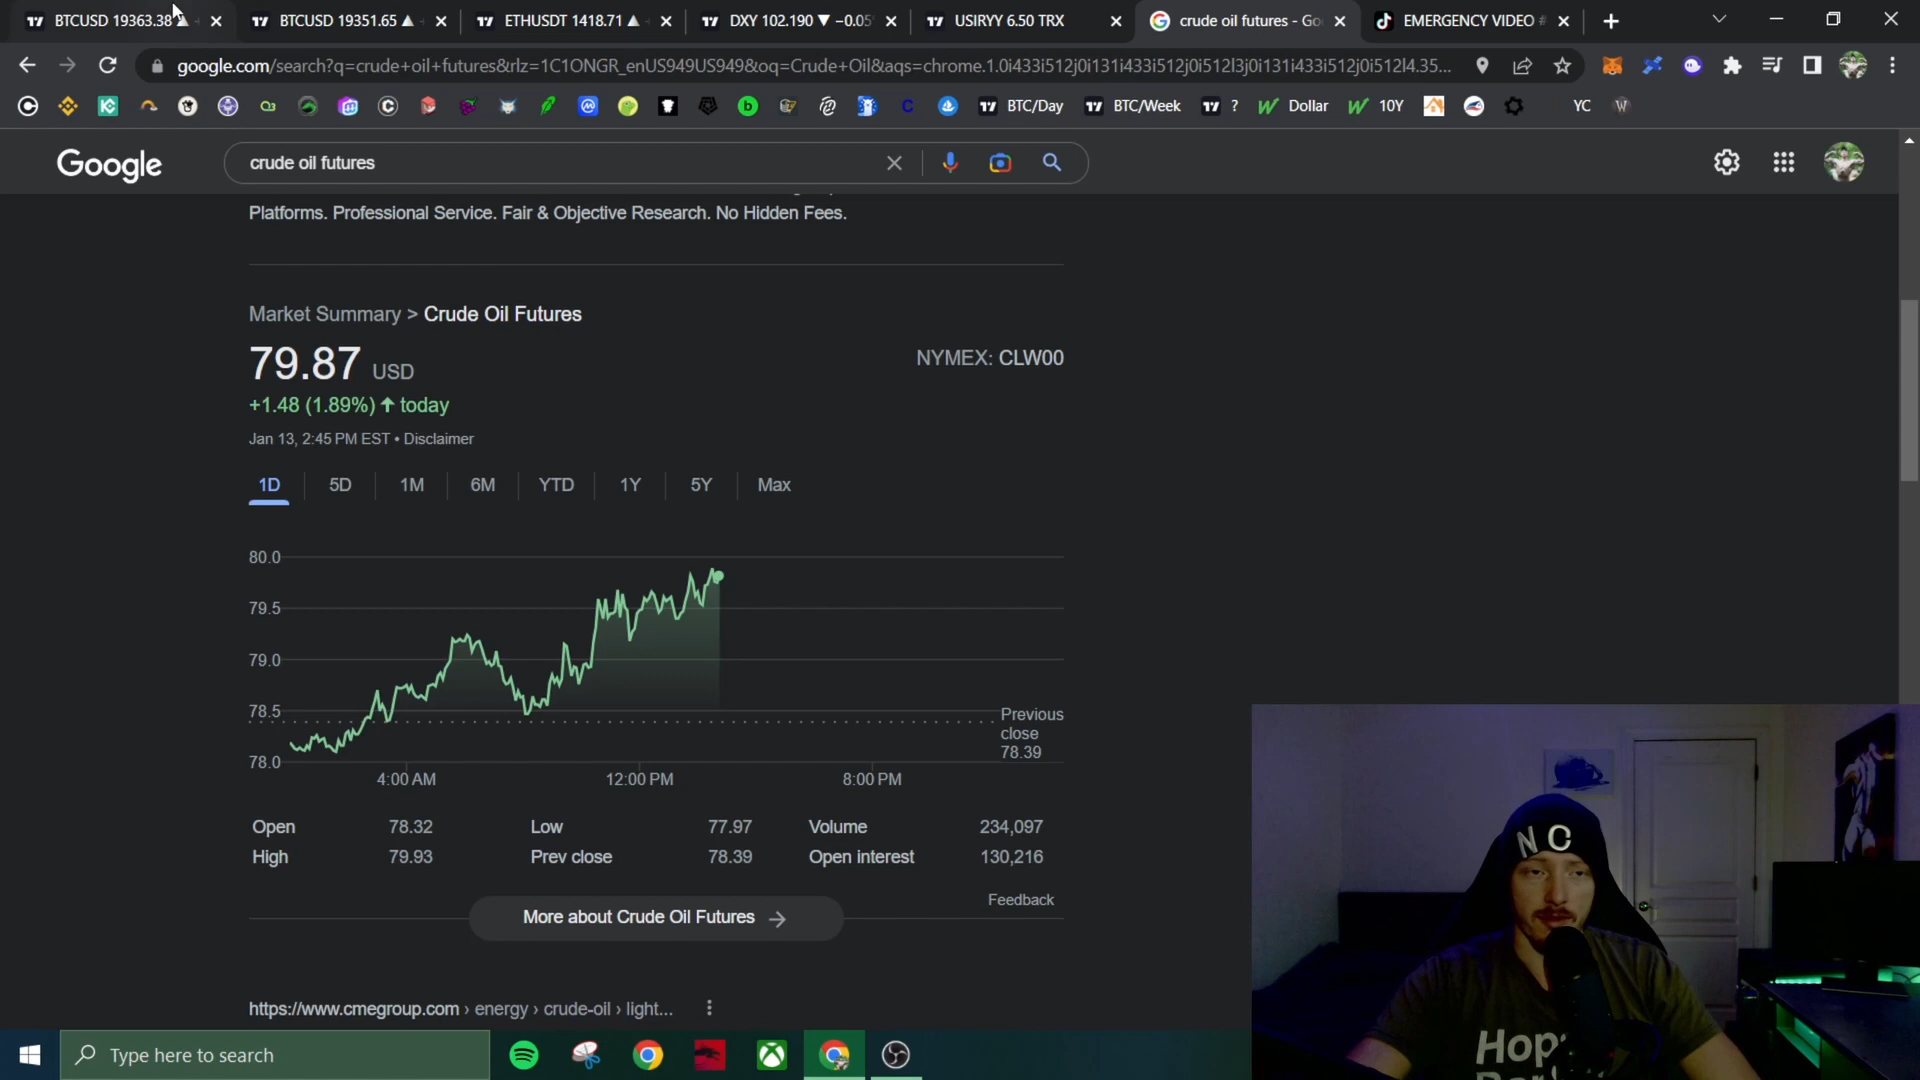 BTCUSD 19363.38 ▲
BTCUSD 19351.65 ▲
ETHUSDT 1418.71 ▲
DXY 102.190 ▼ −0.05
USIRYY 6.50 TRX
crude oil futures - Go
EMERGENCY VIDEO #
google.com/search?q=crude+oil+futures&rlz=1C1ONGR_enUS949US949&oq=Crude+Oil&aqs=chrome.1.0i433i512j0i131i433i512j0i512l3j0i131i433i512j0i512l4.35...
BTC/Day
BTC/Week
?
Dollar
10Y
YC
Google
crude oil futures
Platforms. Professional Service. Fair & Objective Research. No Hidden Fees.
Market Summary > Crude Oil Futures
79.87 USD
NYMEX: CLW00
+1.48 (1.89%) ↑ today
Jan 13, 2:45 PM EST • Disclaimer
1D 5D 1M 6M YTD 1Y 5Y Max
80.0
79.5
79.0
78.5
78.0
Previous
close
78.39
4:00 AM 12:00 PM 8:00 PM
Open 78.32 Low 77.97 Volume 234,097
High 79.93 Prev close 78.39 Open interest 130,216
Feedback
More about Crude Oil Futures →
https://www.cmegroup.com › energy › crude-oil › light...
NC
Type here to search